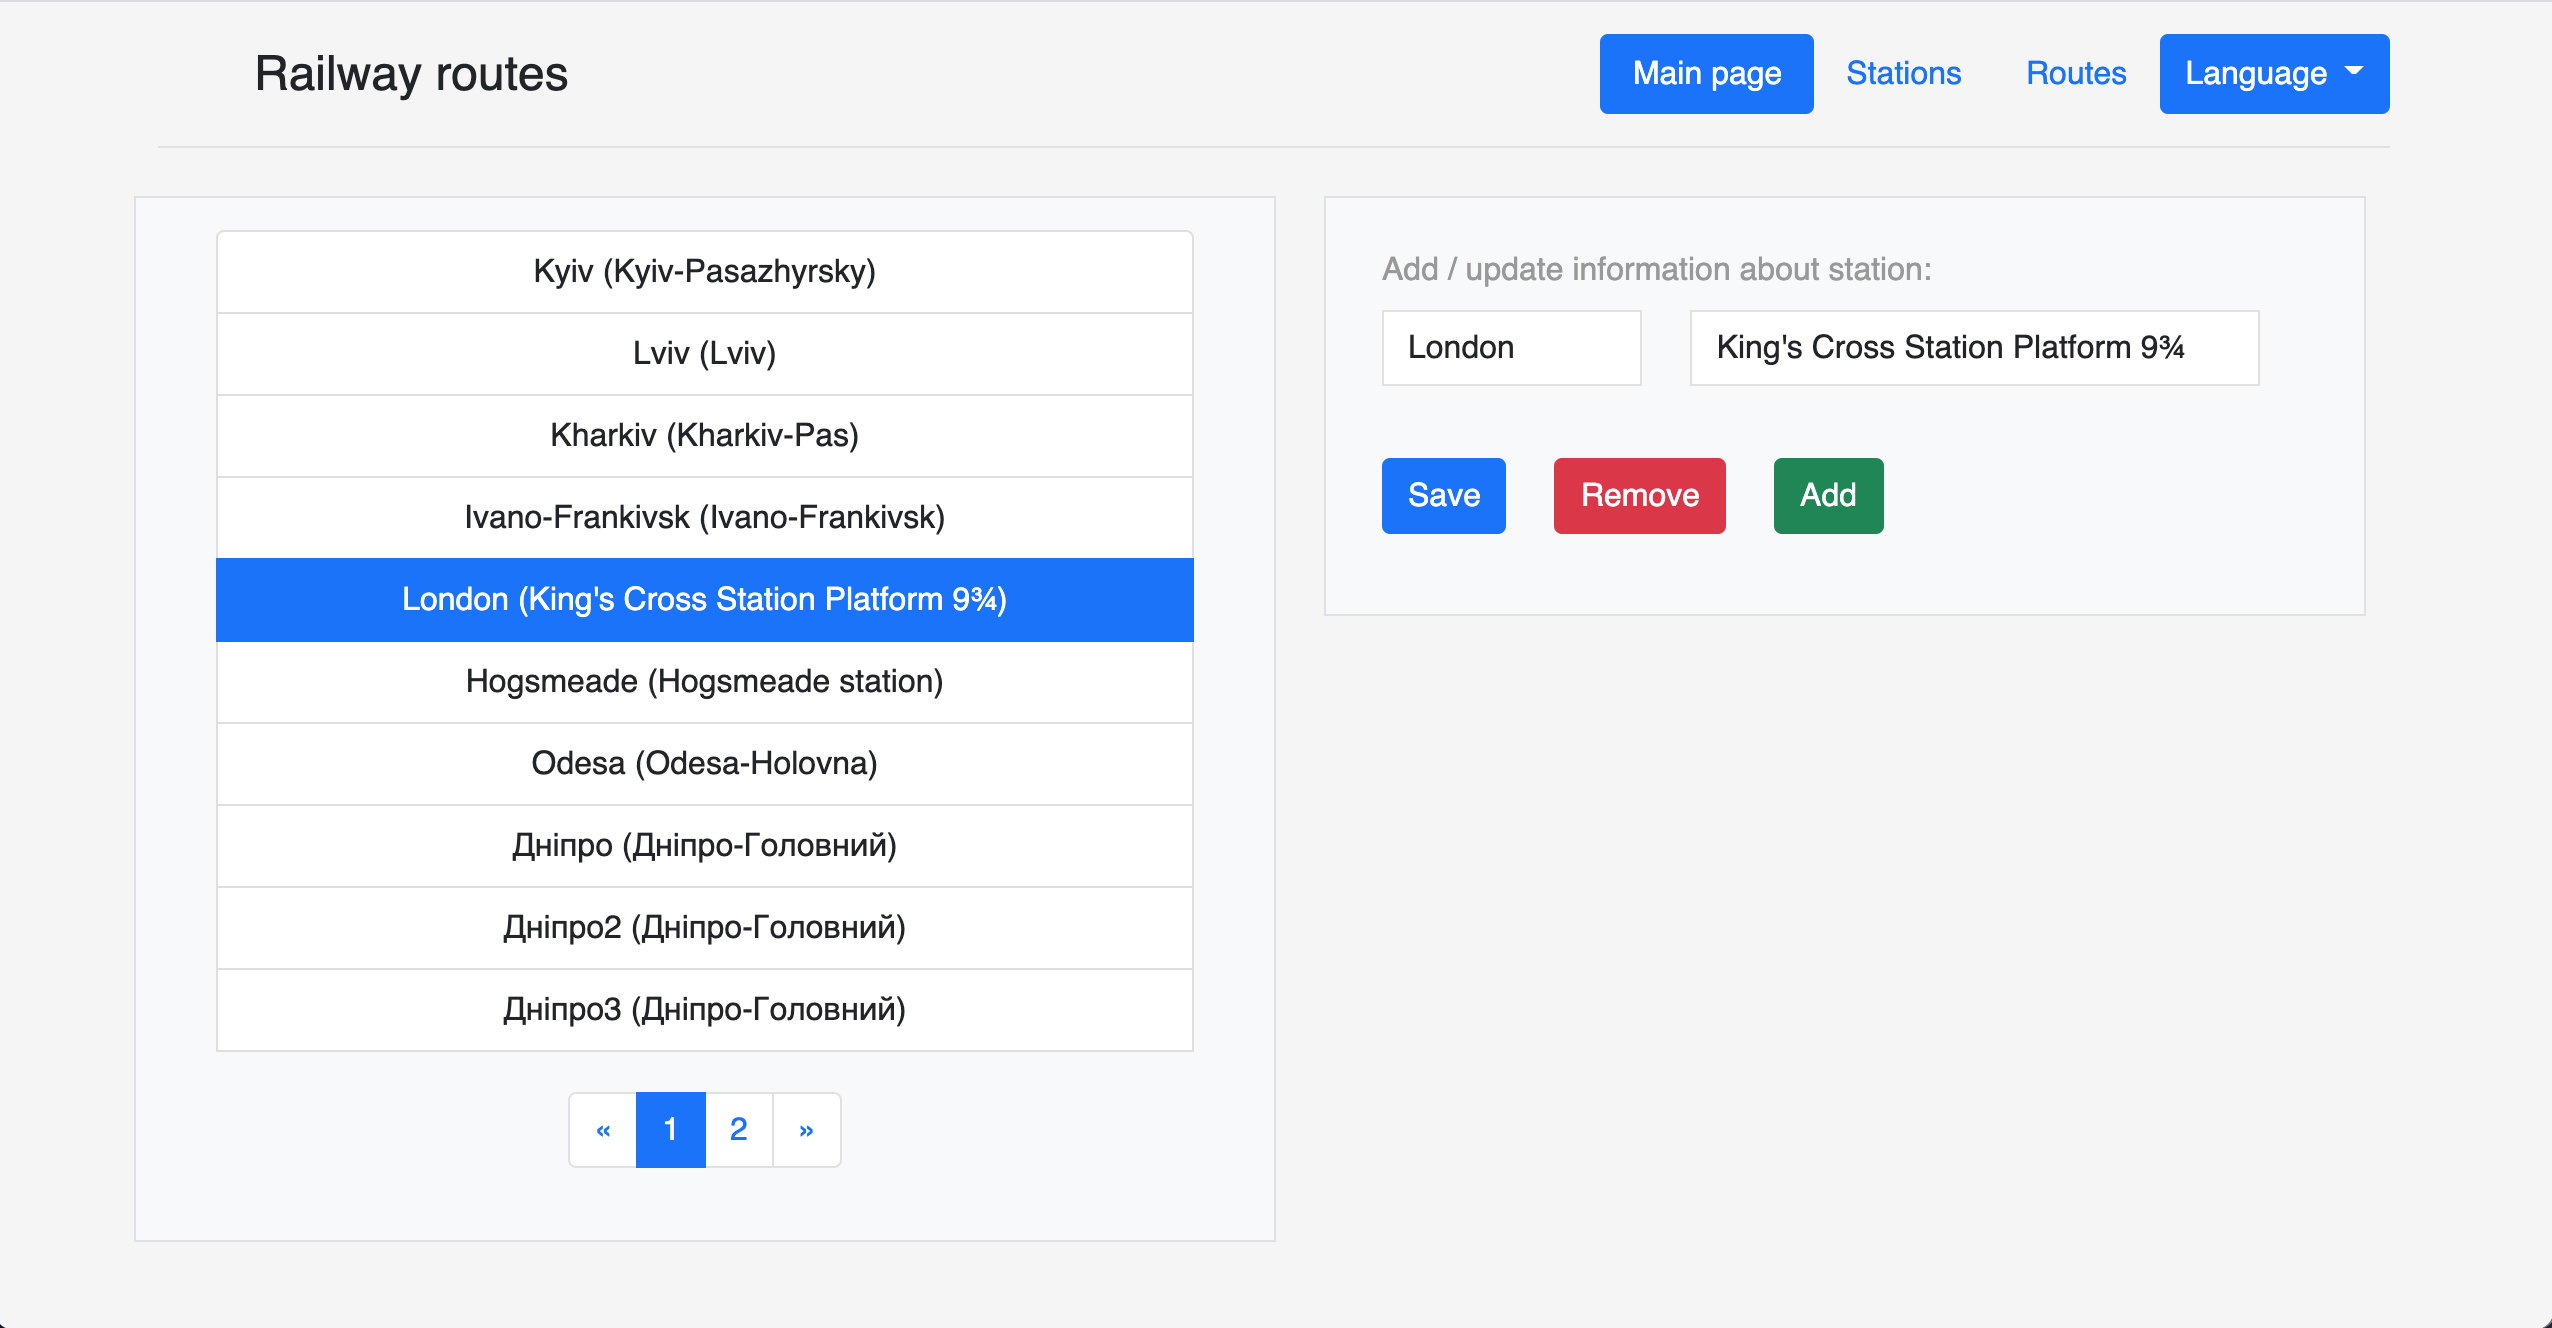 Railway routes
Main page
Stations
Routes
Language
Kyiv (Kyiv-Pasazhyrsky)
Lviv (Lviv)
Kharkiv (Kharkiv-Pas)
Ivano-Frankivsk (Ivano-Frankivsk)
London (King's Cross Station Platform 9¾)
Hogsmeade (Hogsmeade station)
Odesa (Odesa-Holovna)
Дніпро (Дніпро-Головний)
Дніпро2 (Дніпро-Головний)
Дніпро3 (Дніпро-Головний)
« 1 2 »
Add / update information about station:
London
King's Cross Station Platform 9¾
Save
Remove
Add